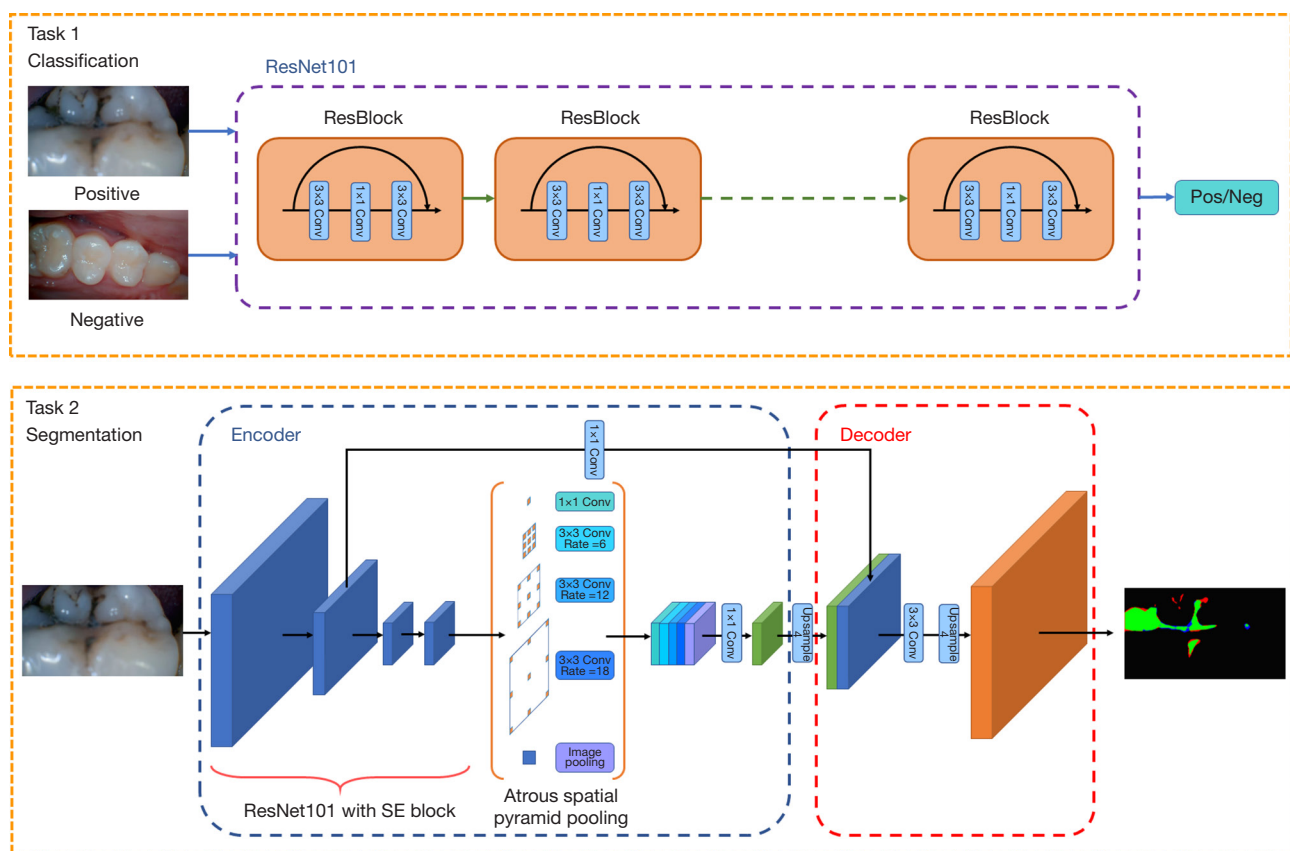 Task 1
Classification
ResNet101
ResBlock
ResBlock
ResBlock
3×3 Conv
1×1 Conv
3×3 Conv
3×3 Conv
1×1 Conv
3×3 Conv
3×3 Conv
1×1 Conv
3×3 Conv
Positive
Pos/Neg
Negative
Task 2
Segmentation
Encoder
Decoder
1×1 Conv
1×1 Conv
3×3 Conv
Rate =6
3×3 Conv
Rate =12
3×3 Conv
Rate =18
Image
pooling
1×1 Conv
Upsample
4
3×3 Conv
Upsample
4
ResNet101 with SE block
Atrous spatial
pyramid pooling